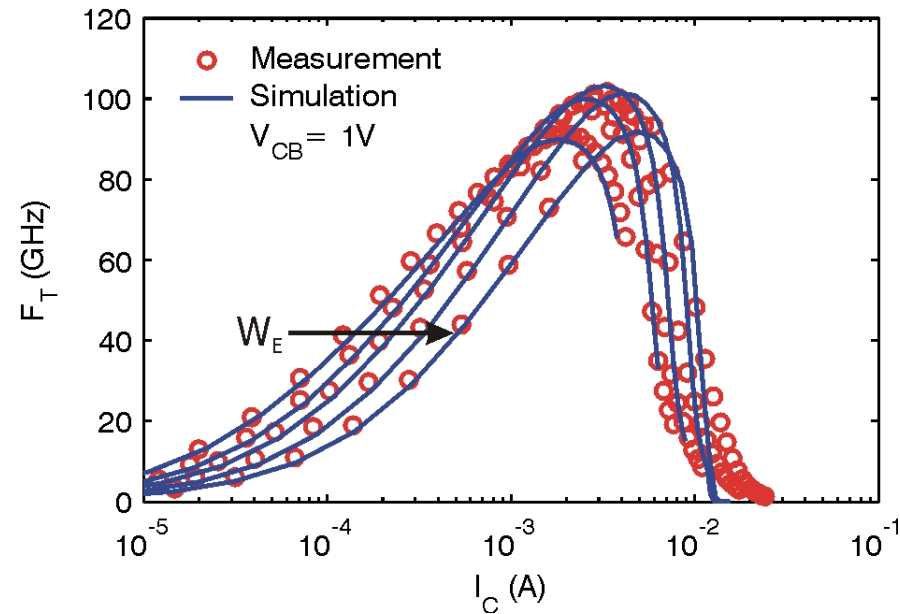 120
100
80
60
40
20
0
F_T (GHz)
Measurement
Simulation
V_CB = 1V
W_E
10^-5
10^-4
10^-3
10^-2
10^-1
I_C (A)